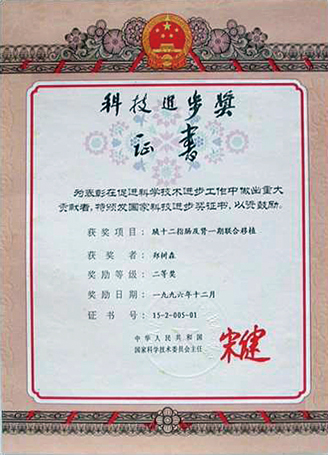 科技进步奖
证书
为表彰在促进科学技术进步工作中做出重大
贡献者,特颁发国家科技进步奖证书,以资鼓励。
获奖项目:胰十二指肠及肾一期联合移植
获奖者:郑树森
奖励等级:二等奖
奖励日期:一九九六年十二月
证书号:15-2-005-01
中华人民共和国
国家科学技术委员会主任
宋健